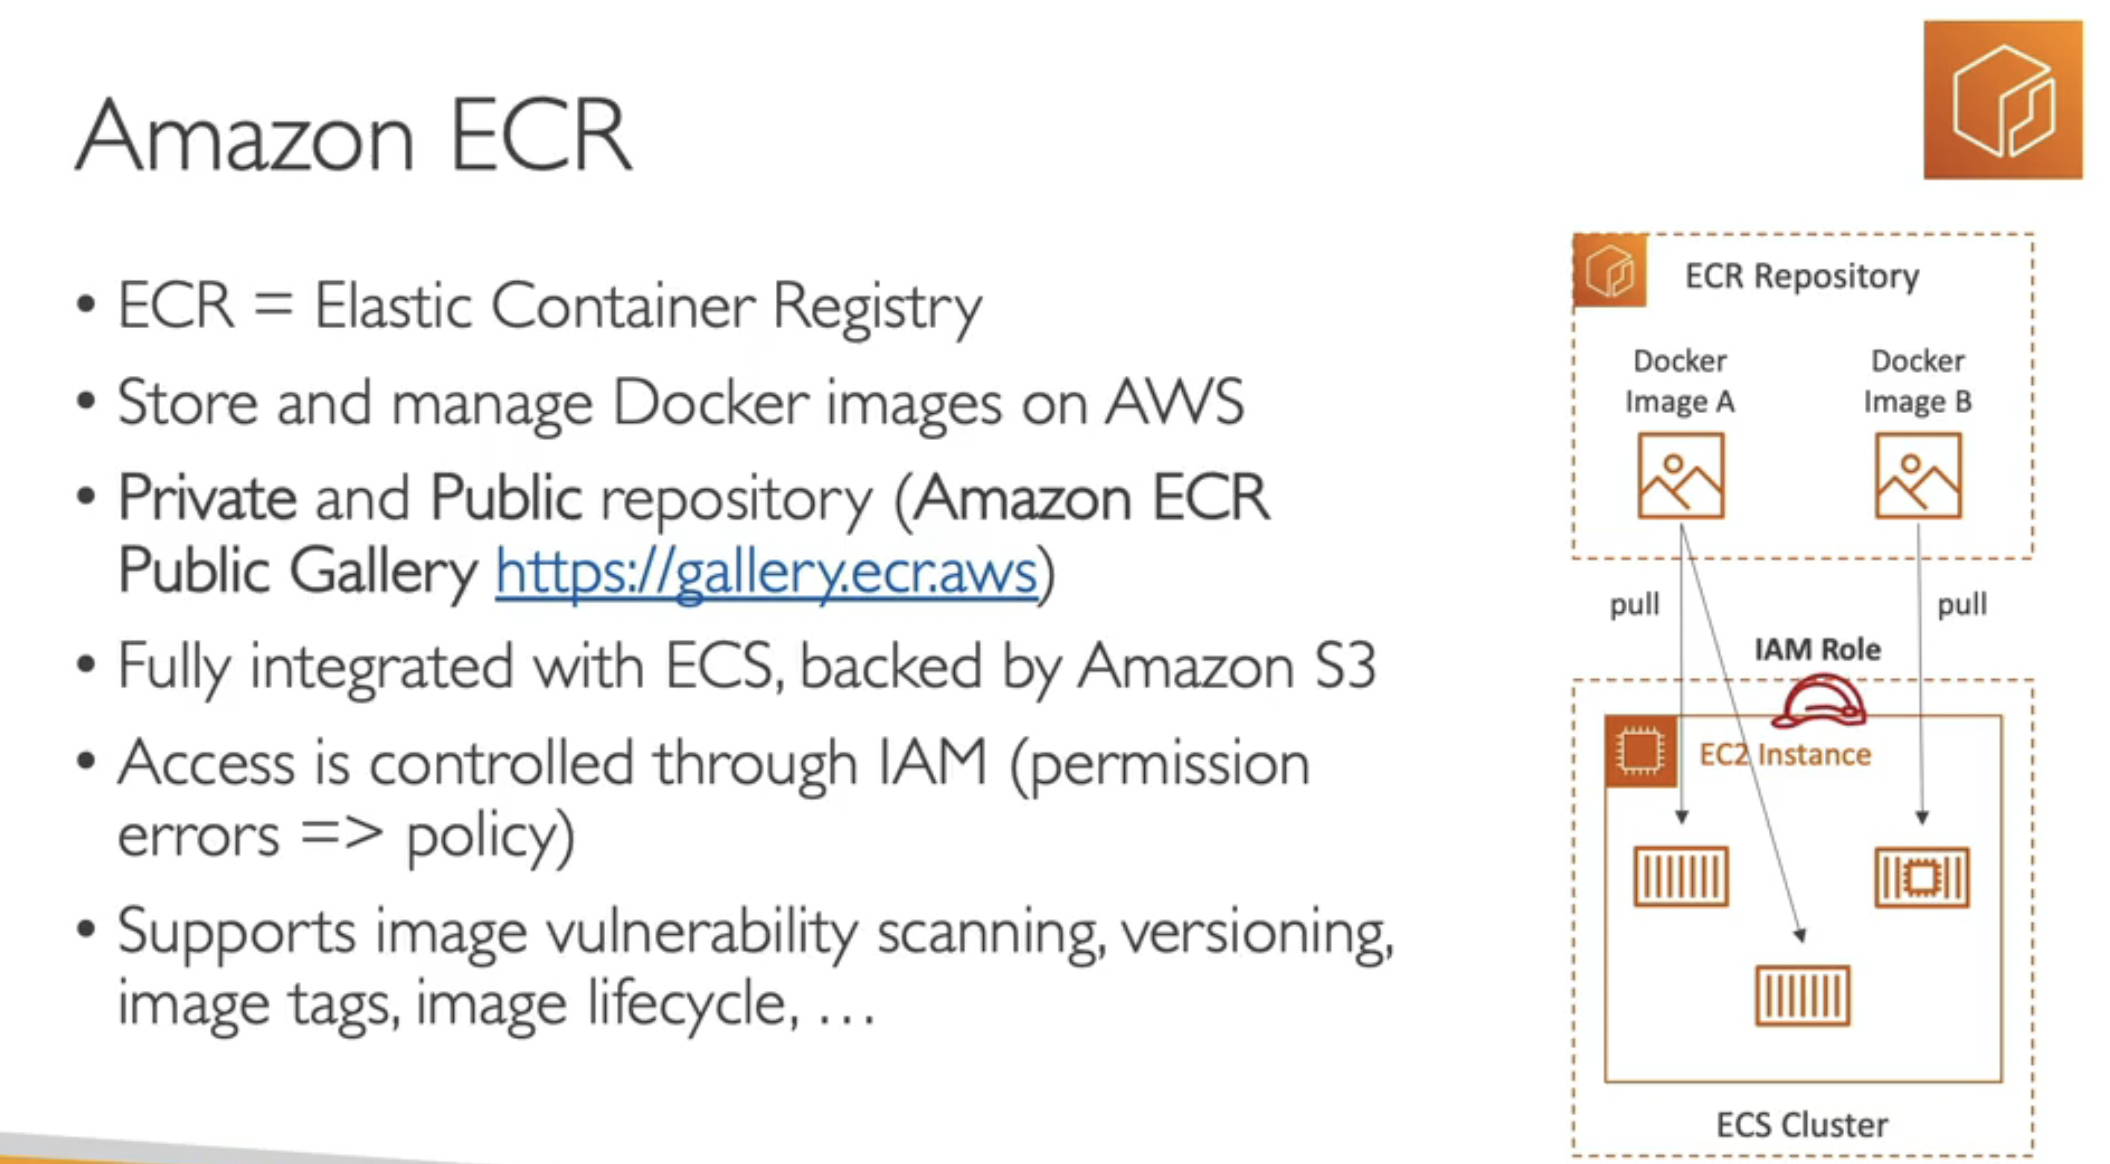 Amazon ECR
• ECR = Elastic Container Registry
• Store and manage Docker images on AWS
• Private and Public repository (Amazon ECR
Public Gallery https://gallery.ecr.aws)
• Fully integrated with ECS, backed by Amazon S3
• Access is controlled through IAM (permission
errors => policy)
• Supports image vulnerability scanning, versioning,
image tags, image lifecycle, …
ECR Repository
Docker
Image A
Docker
Image B
pull
pull
IAM Role
EC2 Instance
ECS Cluster